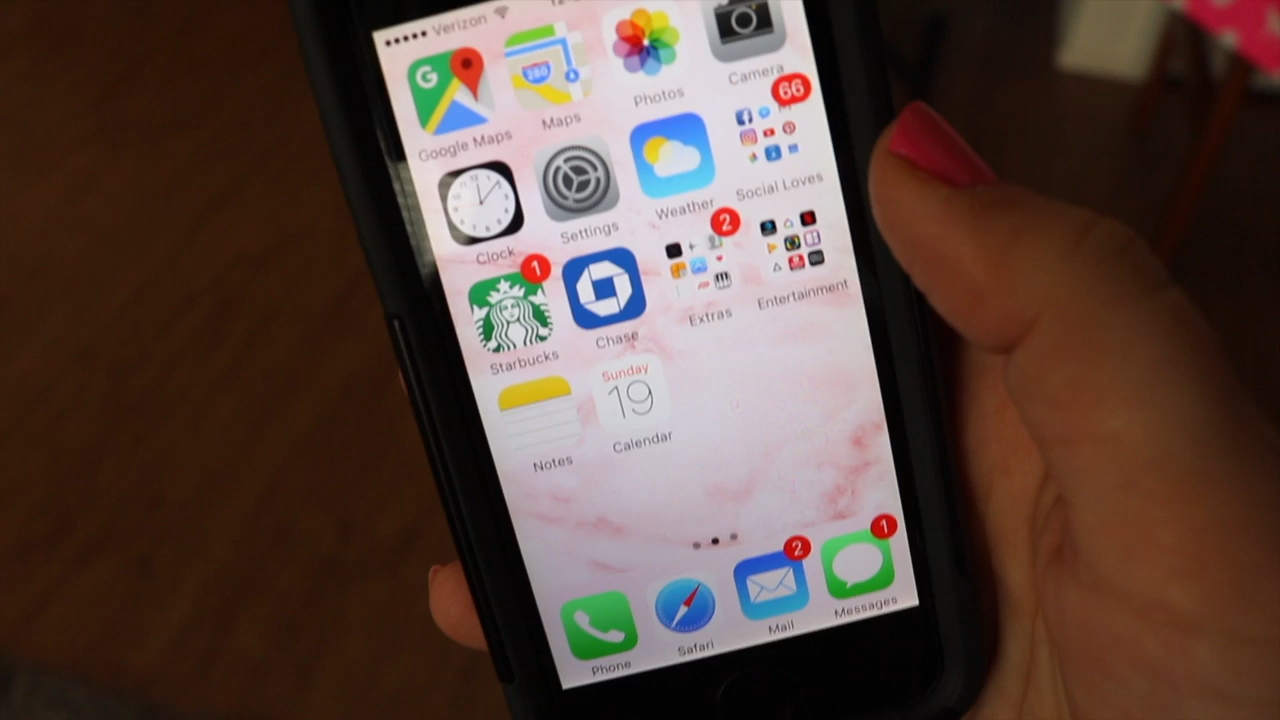 Verizon
Google Maps
Maps
280
Photos
Camera
66
Clock
Settings
Weather
Social Loves
1
2
Starbucks
Chase
Extras
Entertainment
Sunday
19
Notes
Calendar
2
1
Phone
Safari
Mail
Messages